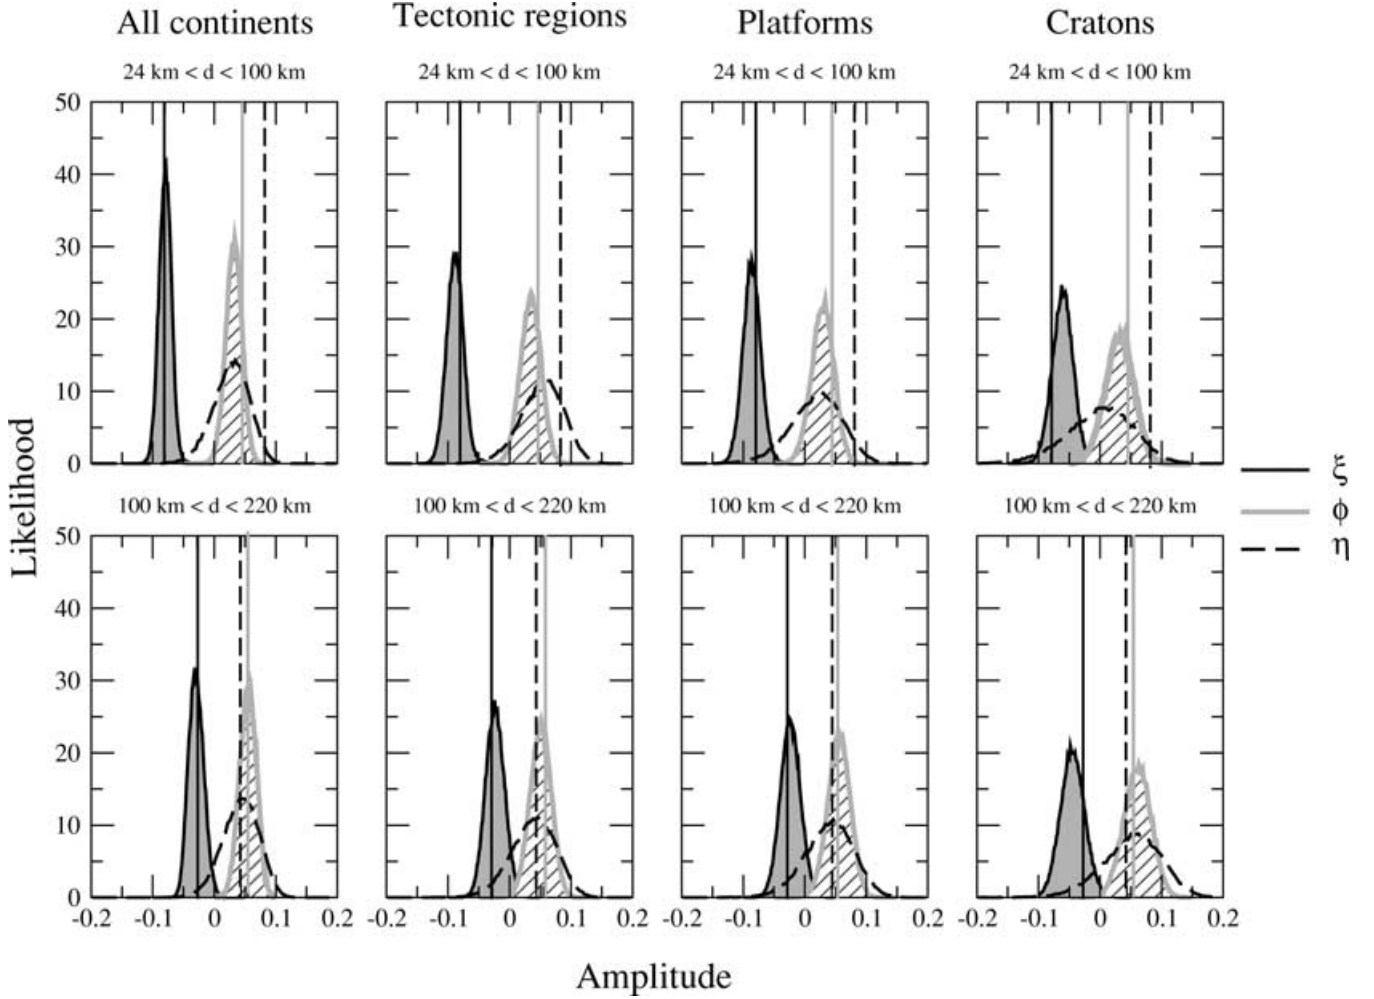 All continents
Tectonic regions
Platforms
Cratons
24 km < d < 100 km
24 km < d < 100 km
24 km < d < 100 km
24 km < d < 100 km
50
40
30
20
10
0
100 km < d < 220 km
100 km < d < 220 km
100 km < d < 220 km
100 km < d < 220 km
50
40
30
20
10
0
-0.2 -0.1 0 0.1 0.2
-0.2 -0.1 0 0.1 0.2
-0.2 -0.1 0 0.1 0.2
-0.2 -0.1 0 0.1 0.2
Likelihood
Amplitude
ξ
ϕ
η